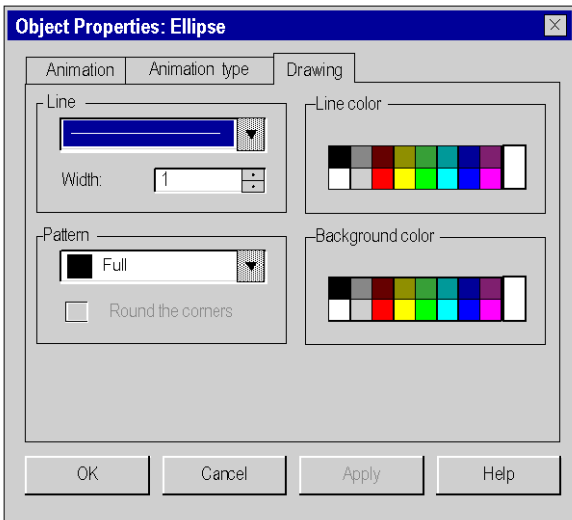 Object Properties: Ellipse
Animation
Animation type
Drawing
Line
Width:
1
Line color
Pattern
Full
Round the corners
Background color
OK
Cancel
Apply
Help